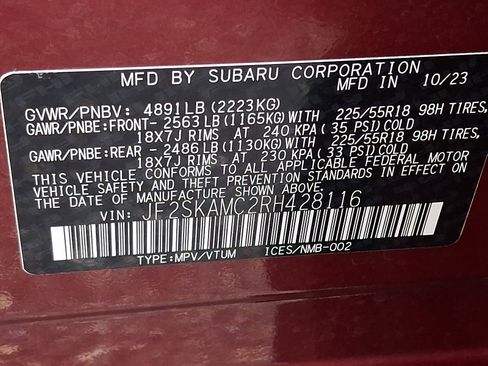 MFD BY SUBARU CORPORATION
MFD IN 10/23
GVWR/PNBV: 4891LB(2223KG)
GAWR/PNBE:FRONT- 2563LB(1165KG)WITH 225/55R18 98H TIRES,
18X7J RIMS AT 240 KPA(35 PSI)COLD
GAWR/PNBE:REAR - 2486LB(1130KG)WITH 225/55R18 98H TIRES,
18X7J RIMS AT 230 KPA(33 PSI)COLD
THIS VEHICLE CONFORMS TO ALL APPLICABLE FEDERAL MOTOR
VEHICLE SAFETY AND THEFT PREVENTION STANDARDS IN EFFECT
ON THE DATE OF MANUFACTURE SHOWN ABOVE.
VIN: JF2SKAMC2RH428116
TYPE:MPV/VTUM ICES/NMB-002